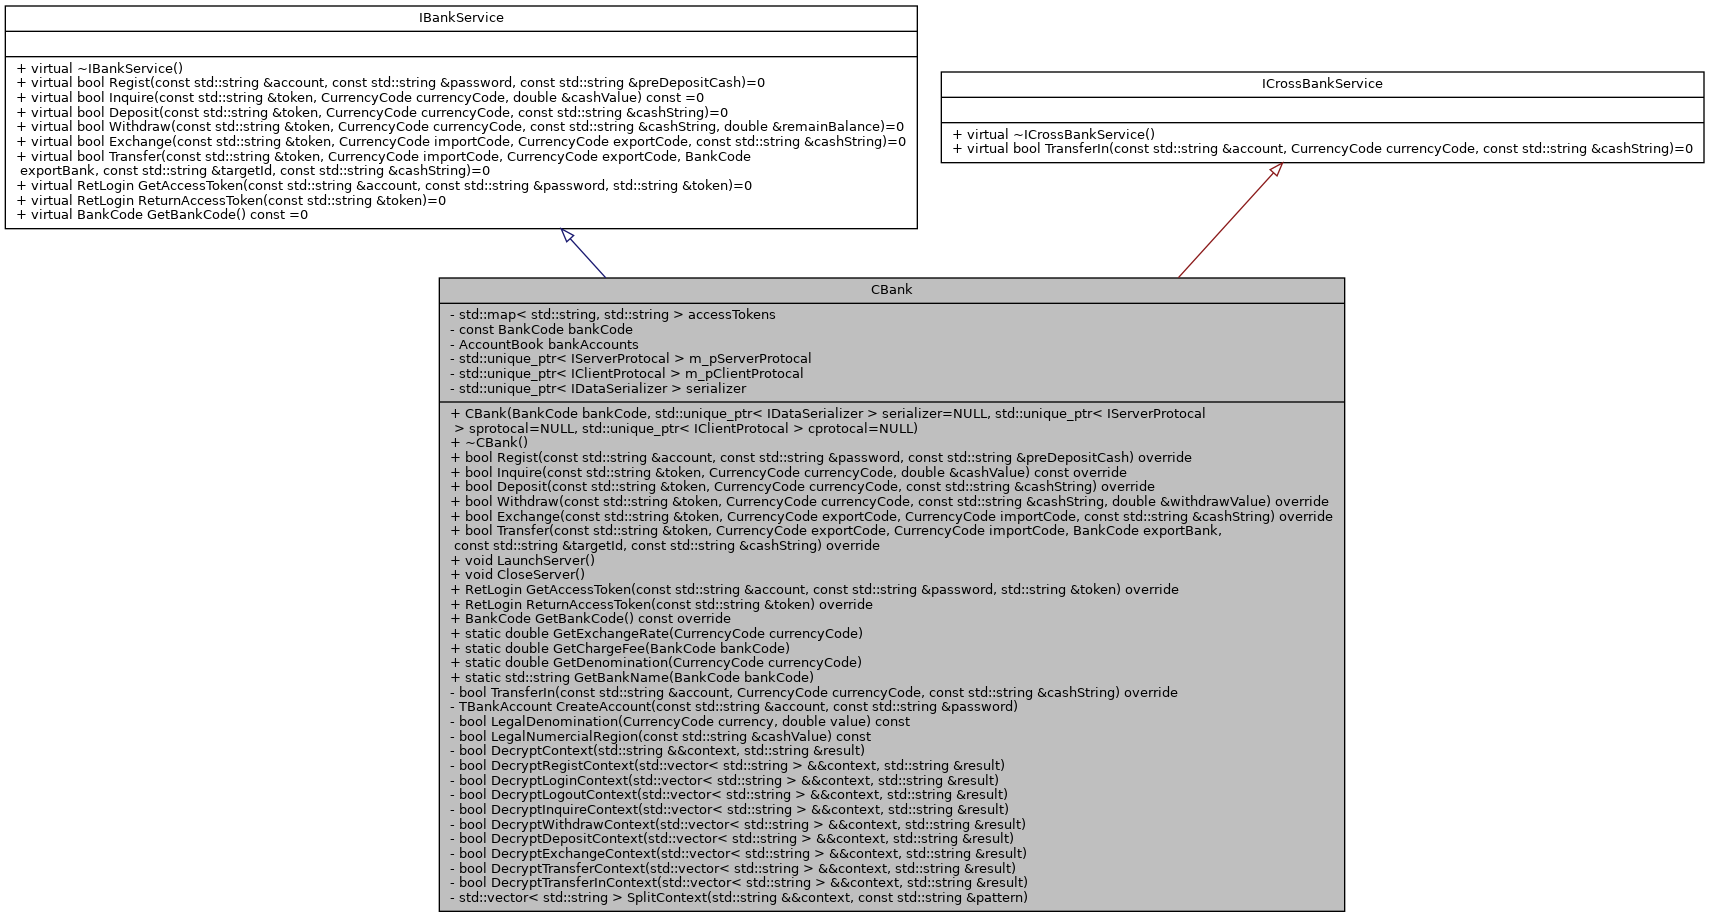 IBankService
+ virtual ~IBankService()
+ virtual bool Regist(const std::string &account, const std::string &password, const std::string &preDepositCash)=0
+ virtual bool Inquire(const std::string &token, CurrencyCode currencyCode, double &cashValue) const =0
+ virtual bool Deposit(const std::string &token, CurrencyCode currencyCode, const std::string &cashString)=0
+ virtual bool Withdraw(const std::string &token, CurrencyCode currencyCode, const std::string &cashString, double &remainBalance)=0
+ virtual bool Exchange(const std::string &token, CurrencyCode importCode, CurrencyCode exportCode, const std::string &cashString)=0
+ virtual bool Transfer(const std::string &token, CurrencyCode importCode, CurrencyCode exportCode, BankCode
exportBank, const std::string &targetId, const std::string &cashString)=0
+ virtual RetLogin GetAccessToken(const std::string &account, const std::string &password, std::string &token)=0
+ virtual RetLogin ReturnAccessToken(const std::string &token)=0
+ virtual BankCode GetBankCode() const =0
ICrossBankService
+ virtual ~ICrossBankService()
+ virtual bool TransferIn(const std::string &account, CurrencyCode currencyCode, const std::string &cashString)=0
CBank
- std::map< std::string, std::string > accessTokens
- const BankCode bankCode
- AccountBook bankAccounts
- std::unique_ptr< IServerProtocal > m_pServerProtocal
- std::unique_ptr< IClientProtocal > m_pClientProtocal
- std::unique_ptr< IDataSerializer > serializer
+ CBank(BankCode bankCode, std::unique_ptr< IDataSerializer > serializer=NULL, std::unique_ptr< IServerProtocal
> sprotocal=NULL, std::unique_ptr< IClientProtocal > cprotocal=NULL)
+ ~CBank()
+ bool Regist(const std::string &account, const std::string &password, const std::string &preDepositCash) override
+ bool Inquire(const std::string &token, CurrencyCode currencyCode, double &cashValue) const override
+ bool Deposit(const std::string &token, CurrencyCode currencyCode, const std::string &cashString) override
+ bool Withdraw(const std::string &token, CurrencyCode currencyCode, const std::string &cashString, double &withdrawValue) override
+ bool Exchange(const std::string &token, CurrencyCode exportCode, CurrencyCode importCode, const std::string &cashString) override
+ bool Transfer(const std::string &token, CurrencyCode exportCode, CurrencyCode importCode, BankCode exportBank,
const std::string &targetId, const std::string &cashString) override
+ void LaunchServer()
+ void CloseServer()
+ RetLogin GetAccessToken(const std::string &account, const std::string &password, std::string &token) override
+ RetLogin ReturnAccessToken(const std::string &token) override
+ BankCode GetBankCode() const override
+ static double GetExchangeRate(CurrencyCode currencyCode)
+ static double GetChargeFee(BankCode bankCode)
+ static double GetDenomination(CurrencyCode currencyCode)
+ static std::string GetBankName(BankCode bankCode)
- bool TransferIn(const std::string &account, CurrencyCode currencyCode, const std::string &cashString) override
- TBankAccount CreateAccount(const std::string &account, const std::string &password)
- bool LegalDenomination(CurrencyCode currency, double value) const
- bool LegalNumercialRegion(const std::string &cashValue) const
- bool DecryptContext(std::string &&context, std::string &result)
- bool DecryptRegistContext(std::vector< std::string > &&context, std::string &result)
- bool DecryptLoginContext(std::vector< std::string > &&context, std::string &result)
- bool DecryptLogoutContext(std::vector< std::string > &&context, std::string &result)
- bool DecryptInquireContext(std::vector< std::string > &&context, std::string &result)
- bool DecryptWithdrawContext(std::vector< std::string > &&context, std::string &result)
- bool DecryptDepositContext(std::vector< std::string > &&context, std::string &result)
- bool DecryptExchangeContext(std::vector< std::string > &&context, std::string &result)
- bool DecryptTransferContext(std::vector< std::string > &&context, std::string &result)
- bool DecryptTransferInContext(std::vector< std::string > &&context, std::string &result)
- std::vector< std::string > SplitContext(std::string &&context, const std::string &pattern)